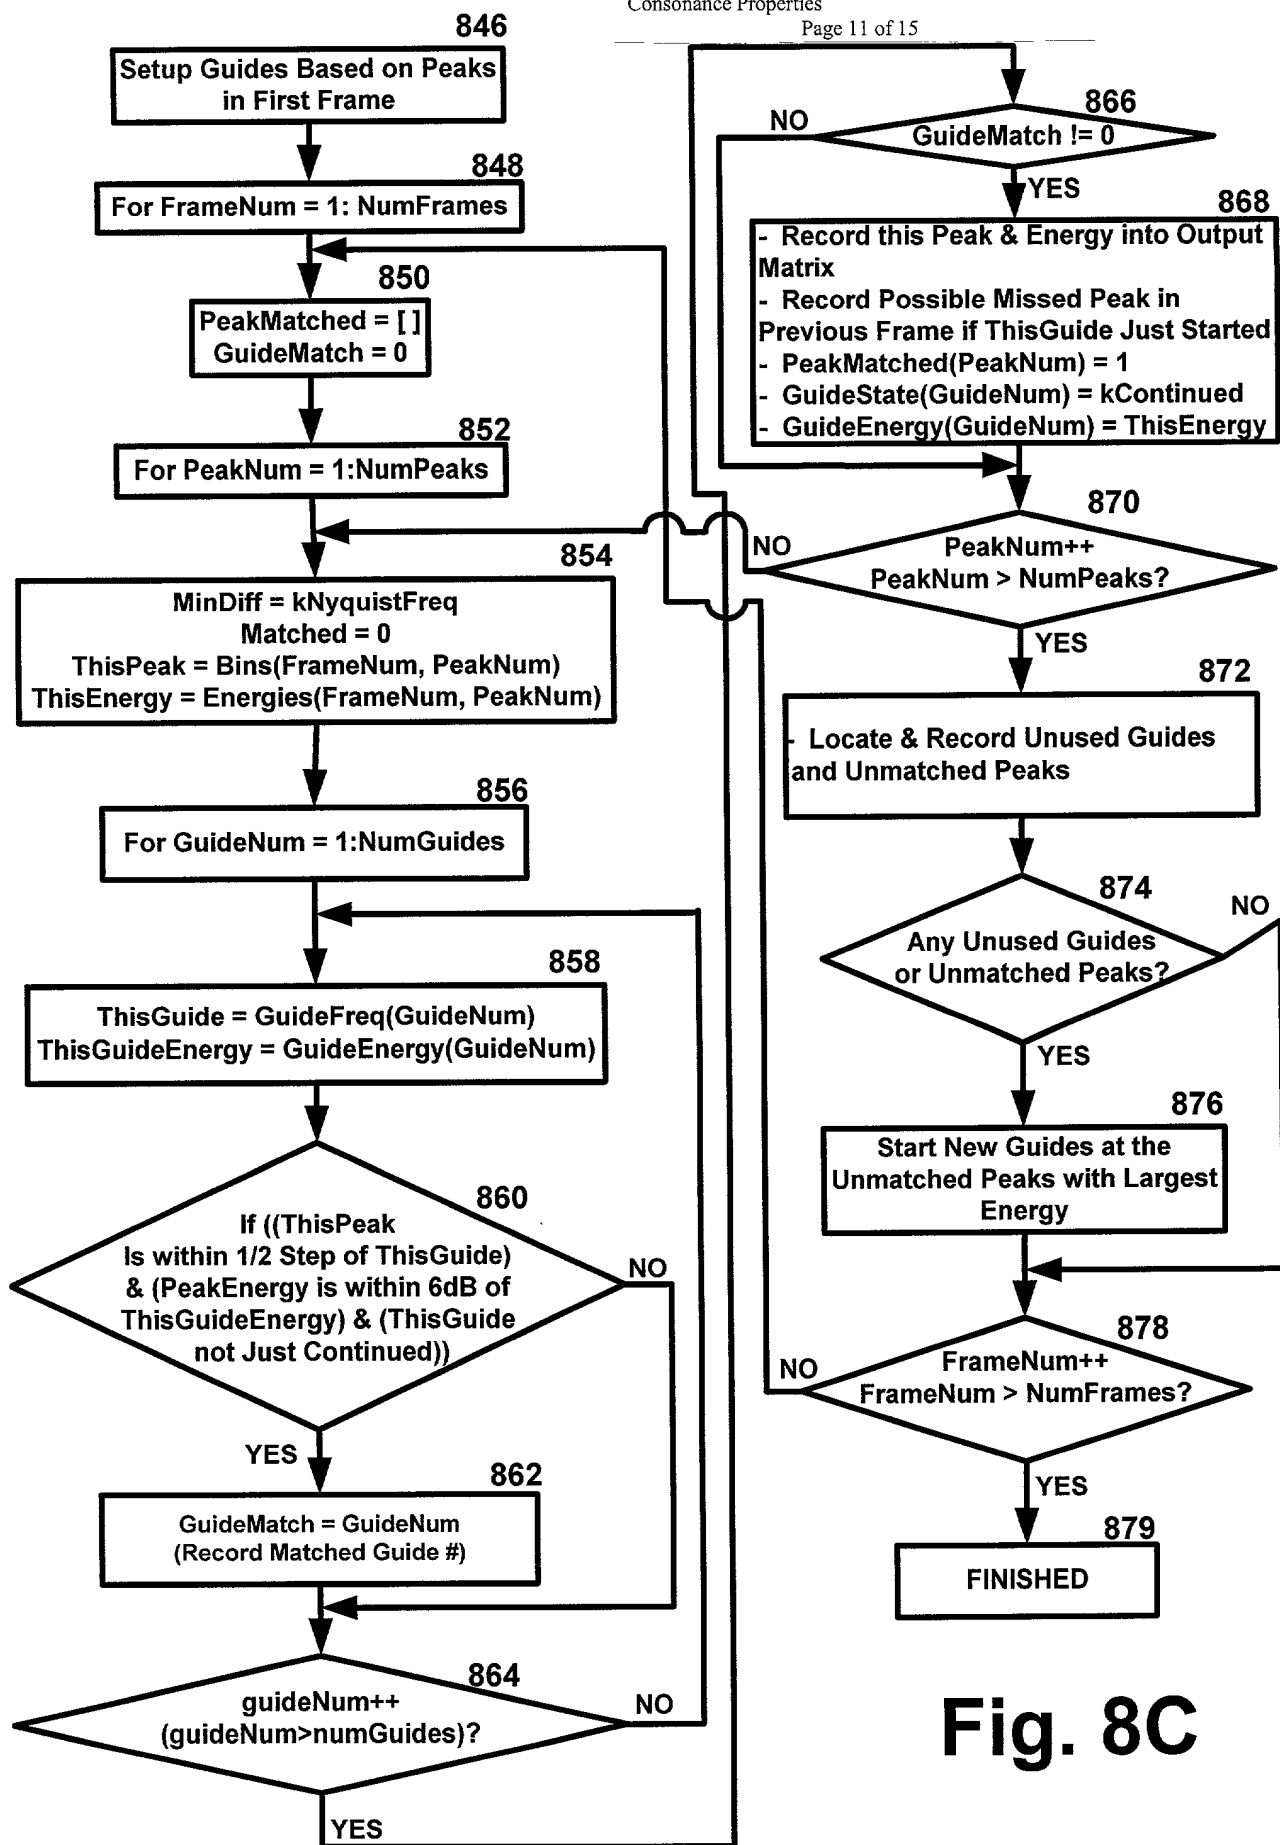 Consonance Properties
Page 11 of 15
846
Setup Guides Based on Peaks
in First Frame
848
For FrameNum = 1: NumFrames
850
PeakMatched = [ ]
GuideMatch = 0
852
For PeakNum = 1:NumPeaks
854
MinDiff = kNyquistFreq
Matched = 0
ThisPeak = Bins(FrameNum, PeakNum)
ThisEnergy = Energies(FrameNum, PeakNum)
856
For GuideNum = 1:NumGuides
858
ThisGuide = GuideFreq(GuideNum)
ThisGuideEnergy = GuideEnergy(GuideNum)
860
If ((ThisPeak
Is within 1/2 Step of ThisGuide)
& (PeakEnergy is within 6dB of
ThisGuideEnergy) & (ThisGuide
not Just Continued))
NO
YES
862
GuideMatch = GuideNum
(Record Matched Guide #)
864
guideNum++
(guideNum>numGuides)?
NO
YES
866
GuideMatch != 0
NO
YES
868
- Record this Peak & Energy into Output
Matrix
- Record Possible Missed Peak in
Previous Frame if ThisGuide Just Started
- PeakMatched(PeakNum) = 1
- GuideState(GuideNum) = kContinued
- GuideEnergy(GuideNum) = ThisEnergy
870
PeakNum++
PeakNum > NumPeaks?
NO
YES
872
- Locate & Record Unused Guides
and Unmatched Peaks
874
Any Unused Guides
or Unmatched Peaks?
NO
YES
876
Start New Guides at the
Unmatched Peaks with Largest
Energy
878
FrameNum++
FrameNum > NumFrames?
NO
YES
879
FINISHED
Fig. 8C